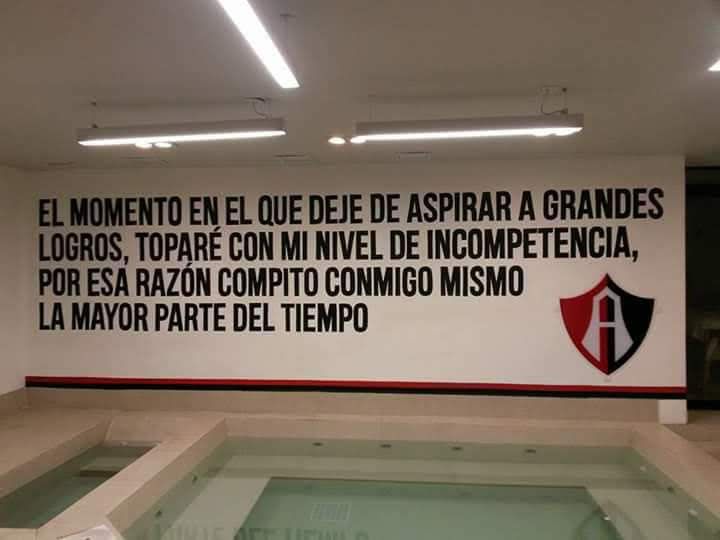 EL MOMENTO EN EL QUE DEJE DE ASPIRAR A GRANDES
LOGROS, TOPARÉ CON MI NIVEL DE INCOMPETENCIA,
POR ESA RAZÓN COMPITO CONMIGO MISMO
LA MAYOR PARTE DEL TIEMPO
A